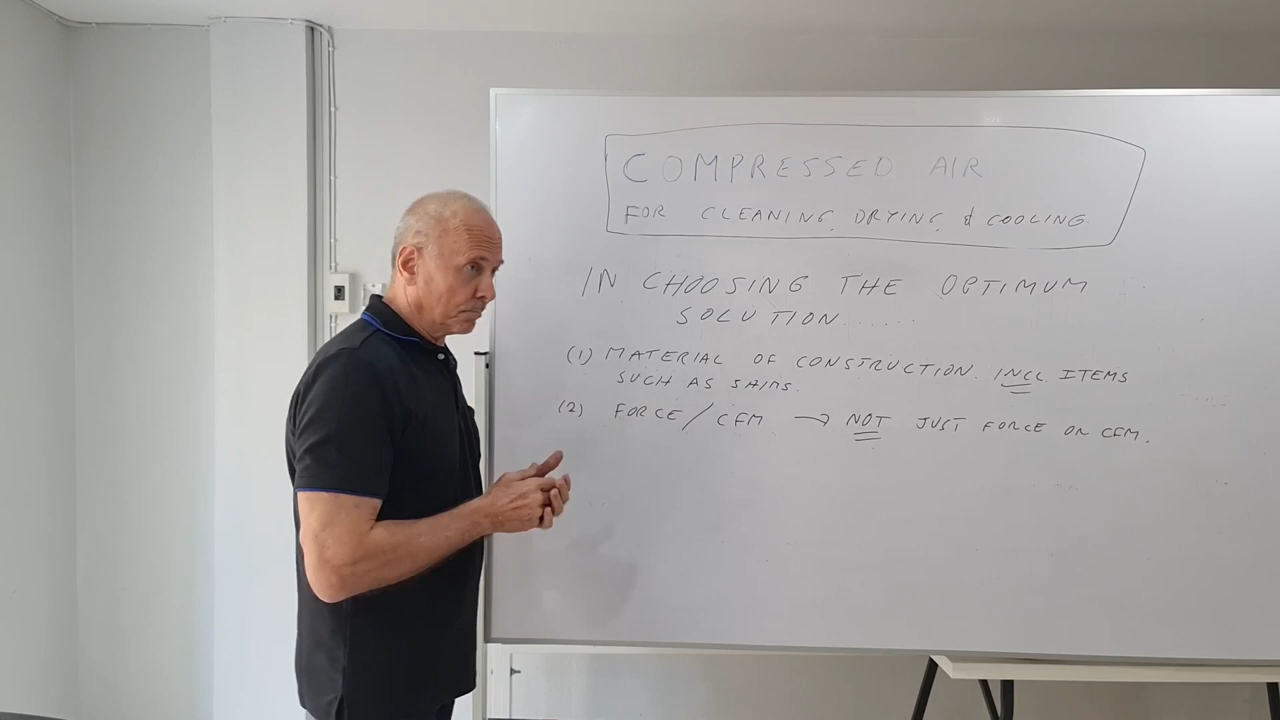 COMPRESSED AIR
FOR CLEANING, DRYING, & COOLING
IN CHOOSING THE OPTIMUM
SOLUTION......
(1) MATERIAL OF CONSTRUCTION. INCL. ITEMS
SUCH AS SHIMS.
(2) FORCE/CFM → NOT JUST FORCE OR CFM.